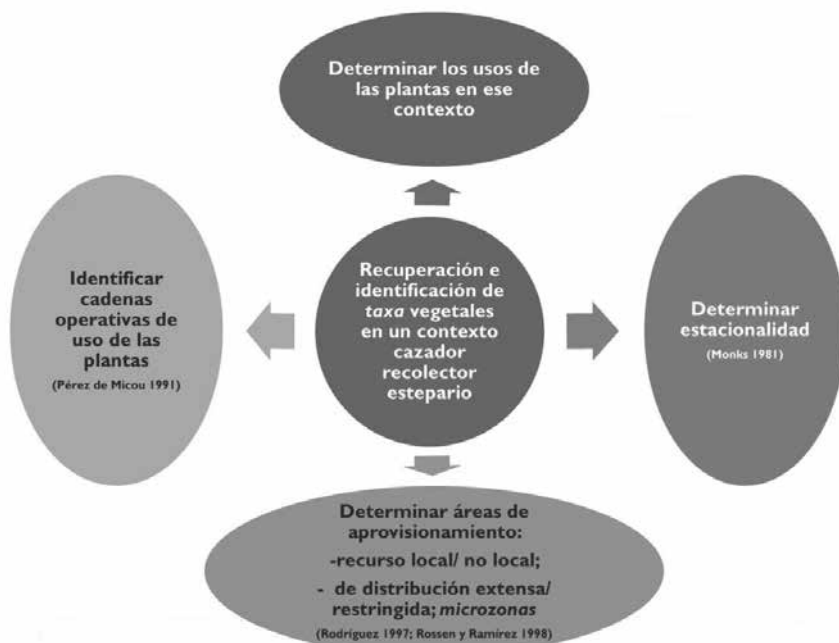 Determinar los usos de
las plantas en ese
contexto
Identificar
cadenas
operativas de
uso de las
plantas
(Pérez de Micou 1991)
Recuperación e
identificación de
taxa vegetales
en un contexto
cazador
recolector
estepario
Determinar
estacionalidad
(Monks 1981)
Determinar áreas de
aprovisionamiento:
-recurso local/ no local;
- de distribución extensa/
restringida; microzonas
(Rodríguez 1997; Rossen y Ramírez 1998)